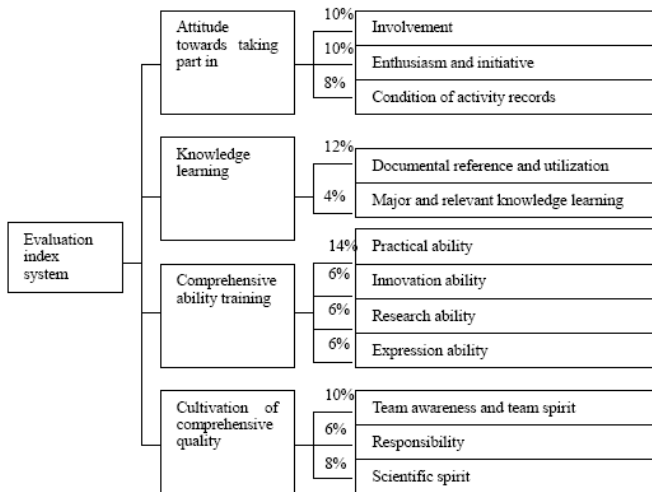 Attitude
towards taking
part in
10%
Involvement
10%
Enthusiasm and initiative
8%
Condition of activity records
Knowledge
learning
12%
Documental reference and utilization
4%
Major and relevant knowledge learning
Evaluation
index
system
Comprehensive
ability training
14%
Practical ability
6%
Innovation ability
6%
Research ability
6%
Expression ability
Cultivation of
comprehensive
quality
10%
Team awareness and team spirit
6%
Responsibility
8%
Scientific spirit